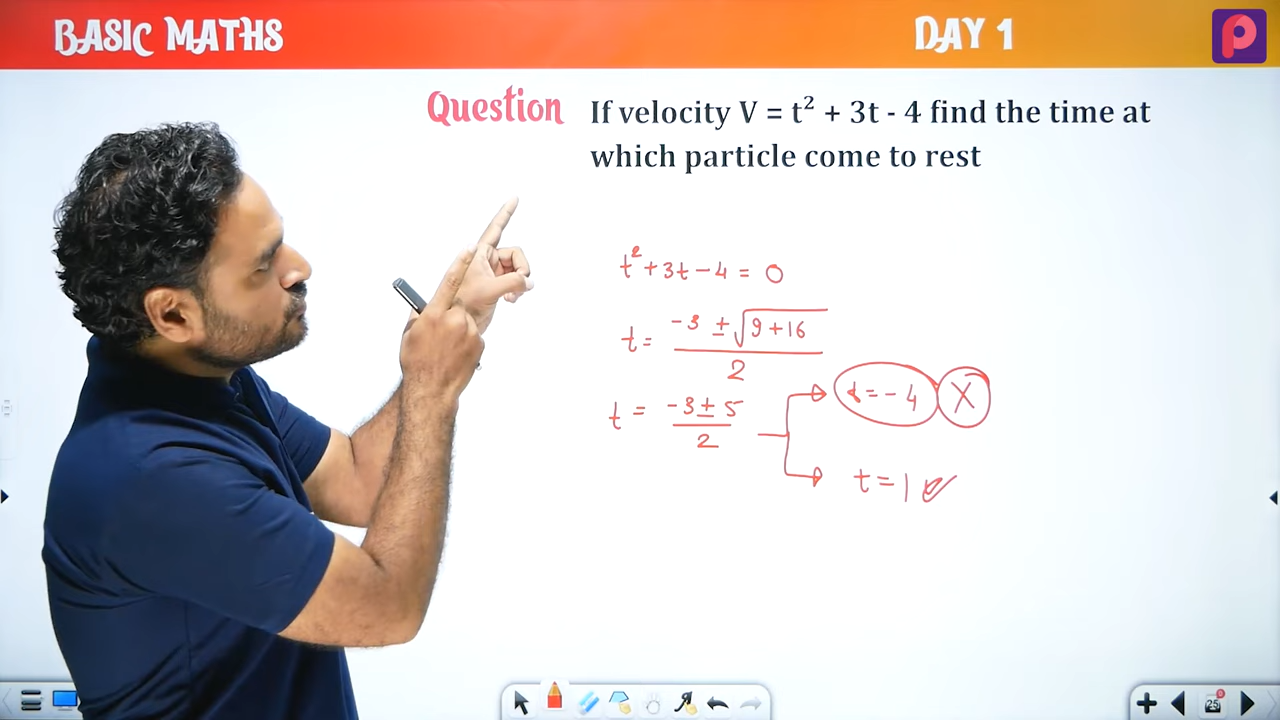 BASIC MATHS
DAY 1
Question
If velocity V = t² + 3t - 4 find the time at
which particle come to rest
t² + 3t - 4 = 0
t = (-3 ± √(9 + 16)) / 2
t = (-3 ± 5) / 2
t = -4 X
t = 1 ✓
25